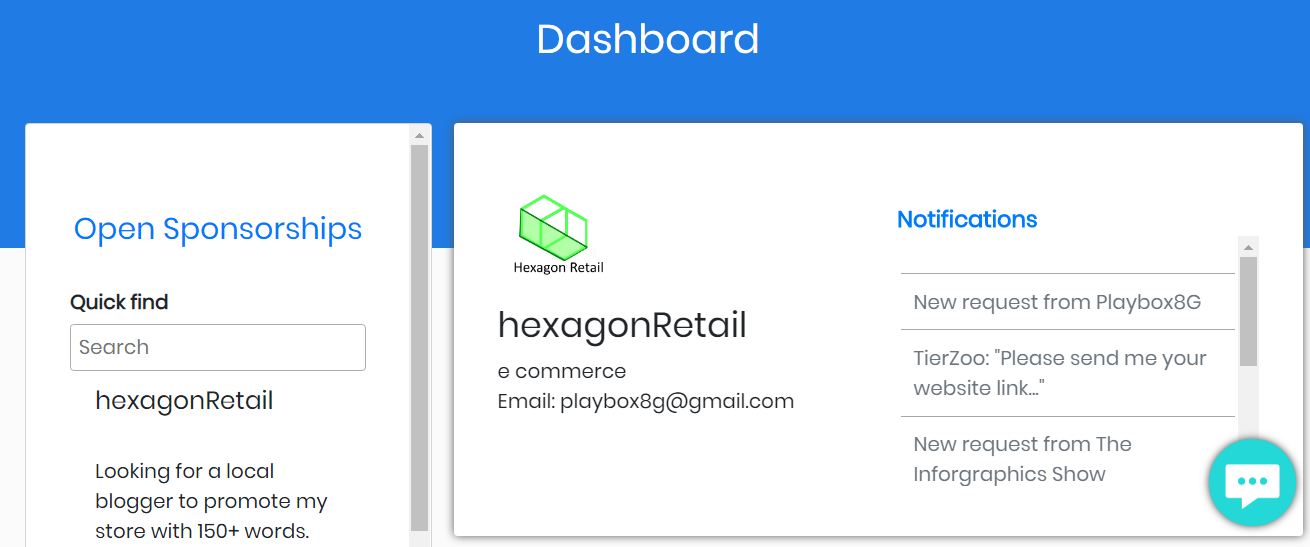 Dashboard
Open Sponsorships
Quick find
Search
hexagonRetail
Looking for a local
blogger to promote my
store with 150+ words.
Hexagon Retail
hexagonRetail
e commerce
Email: playbox8g@gmail.com
Notifications
New request from Playbox8G
TierZoo: "Please send me your
website link..."
New request from The
Inforgraphics Show